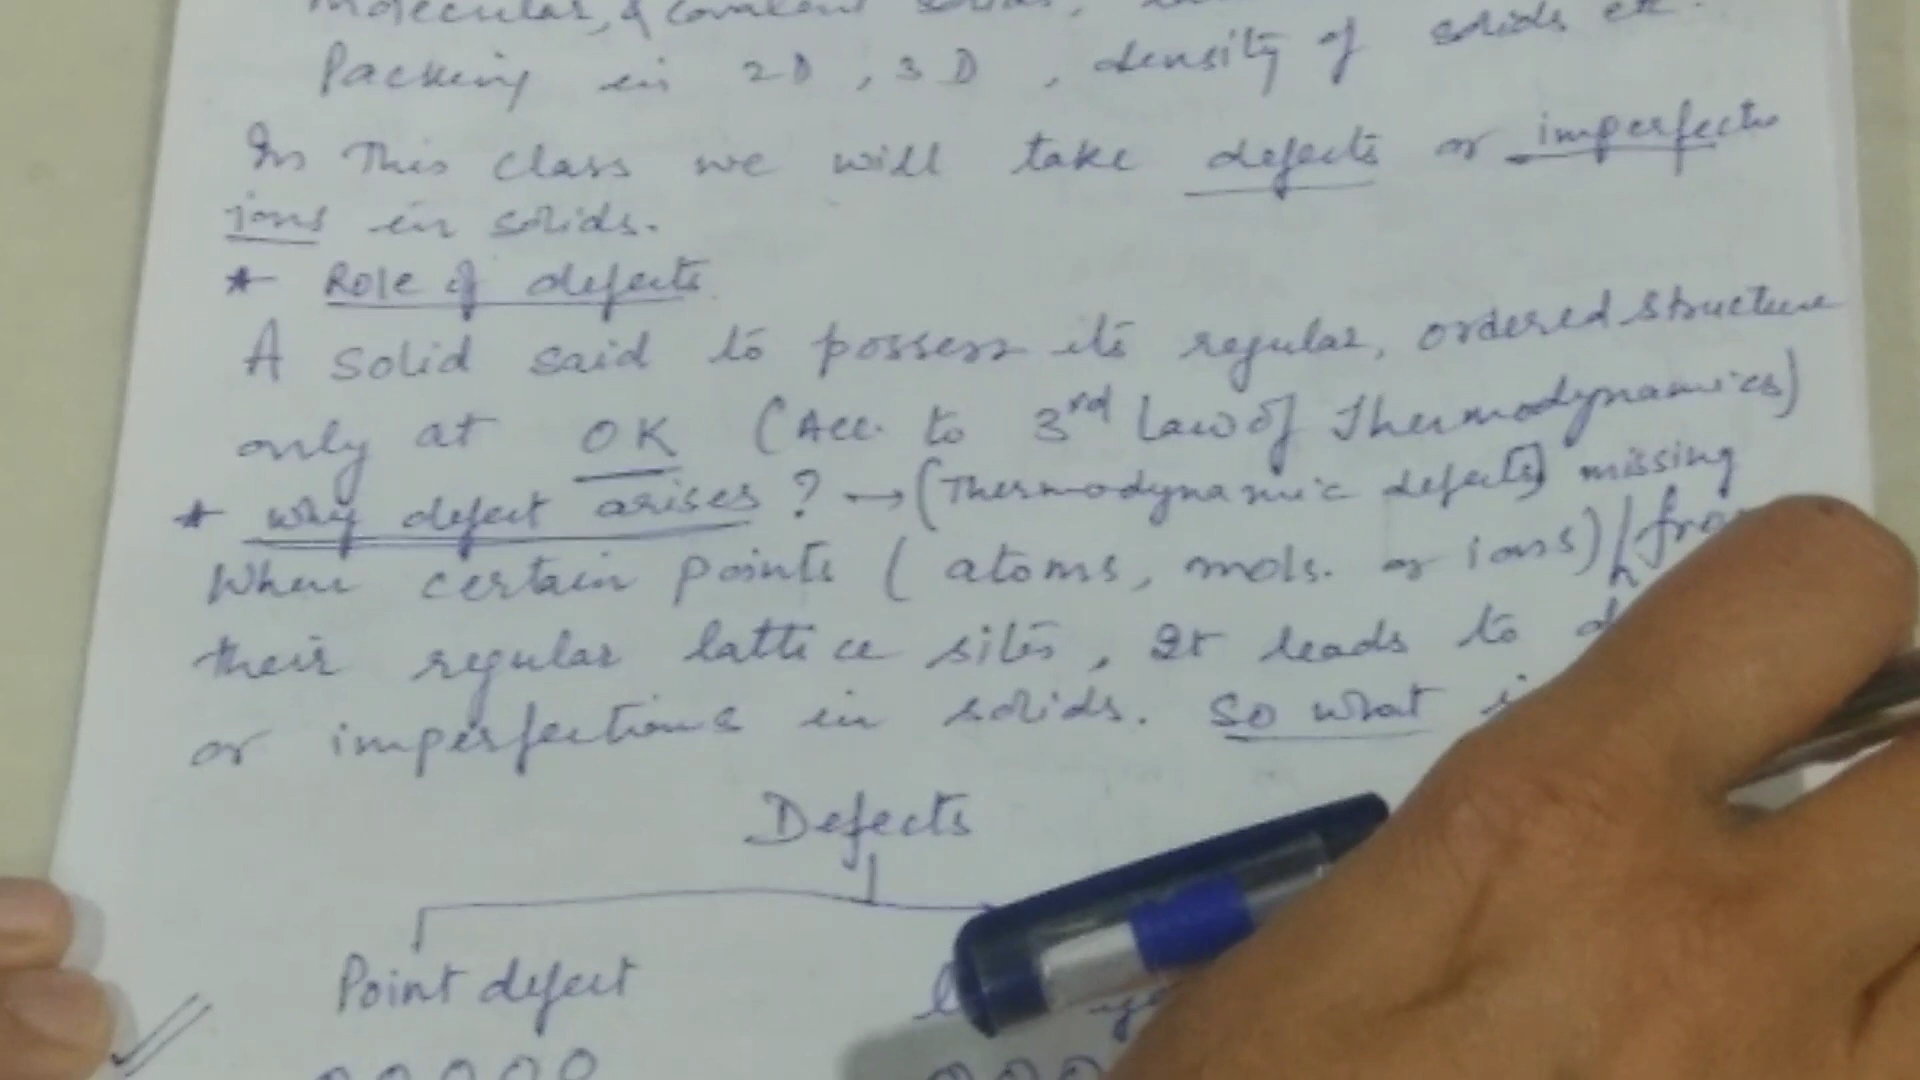 molecular, & covalent solids,
Packing in 2D, 3D, density of solids etc.
In This class we will take defects or imperfect
ions in solids.
* Role of defects
A solid said to possess its regular, ordered structure
only at 0K (Acc. to 3rd Law of Thermodynamics)
* Why defect arises? → (Thermodynamic defects) missing
When certain points (atoms, mols. or ions) from
their regular lattice sites, It leads to
or imperfections in solids. So what
Defects
Point defect